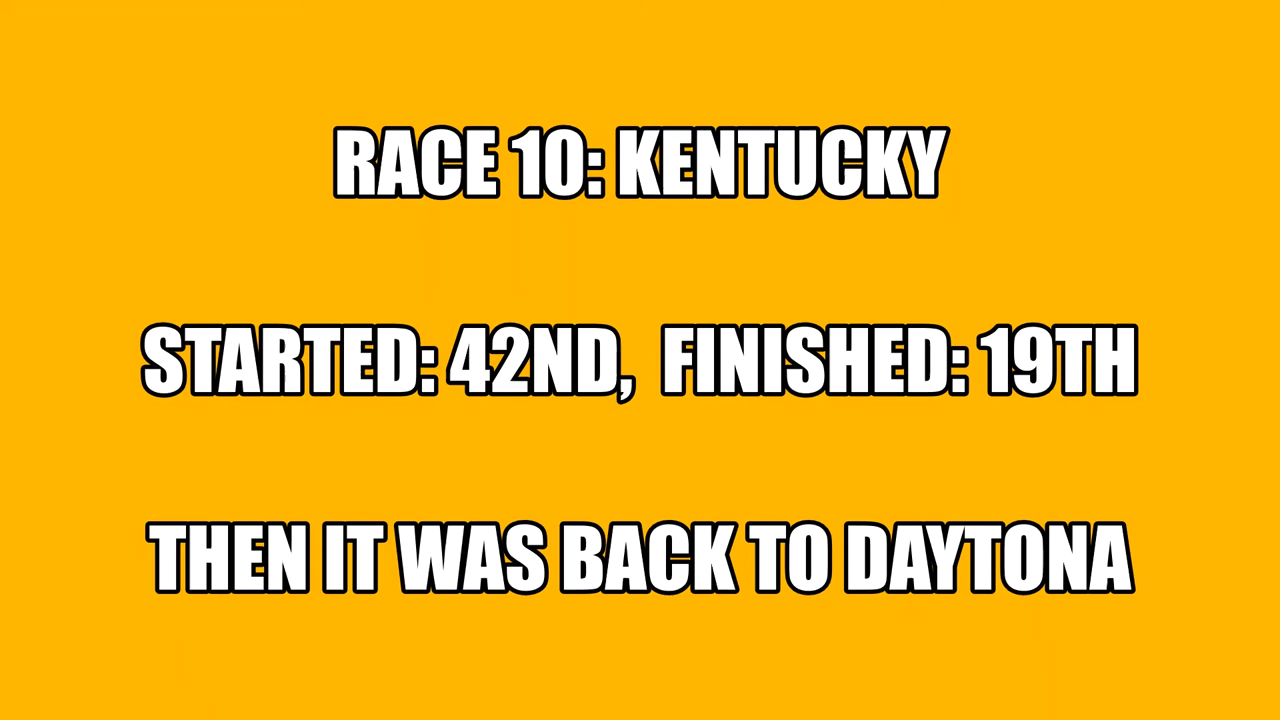 RACE 10: KENTUCKY
STARTED: 42ND, FINISHED: 19TH
THEN IT WAS BACK TO DAYTONA